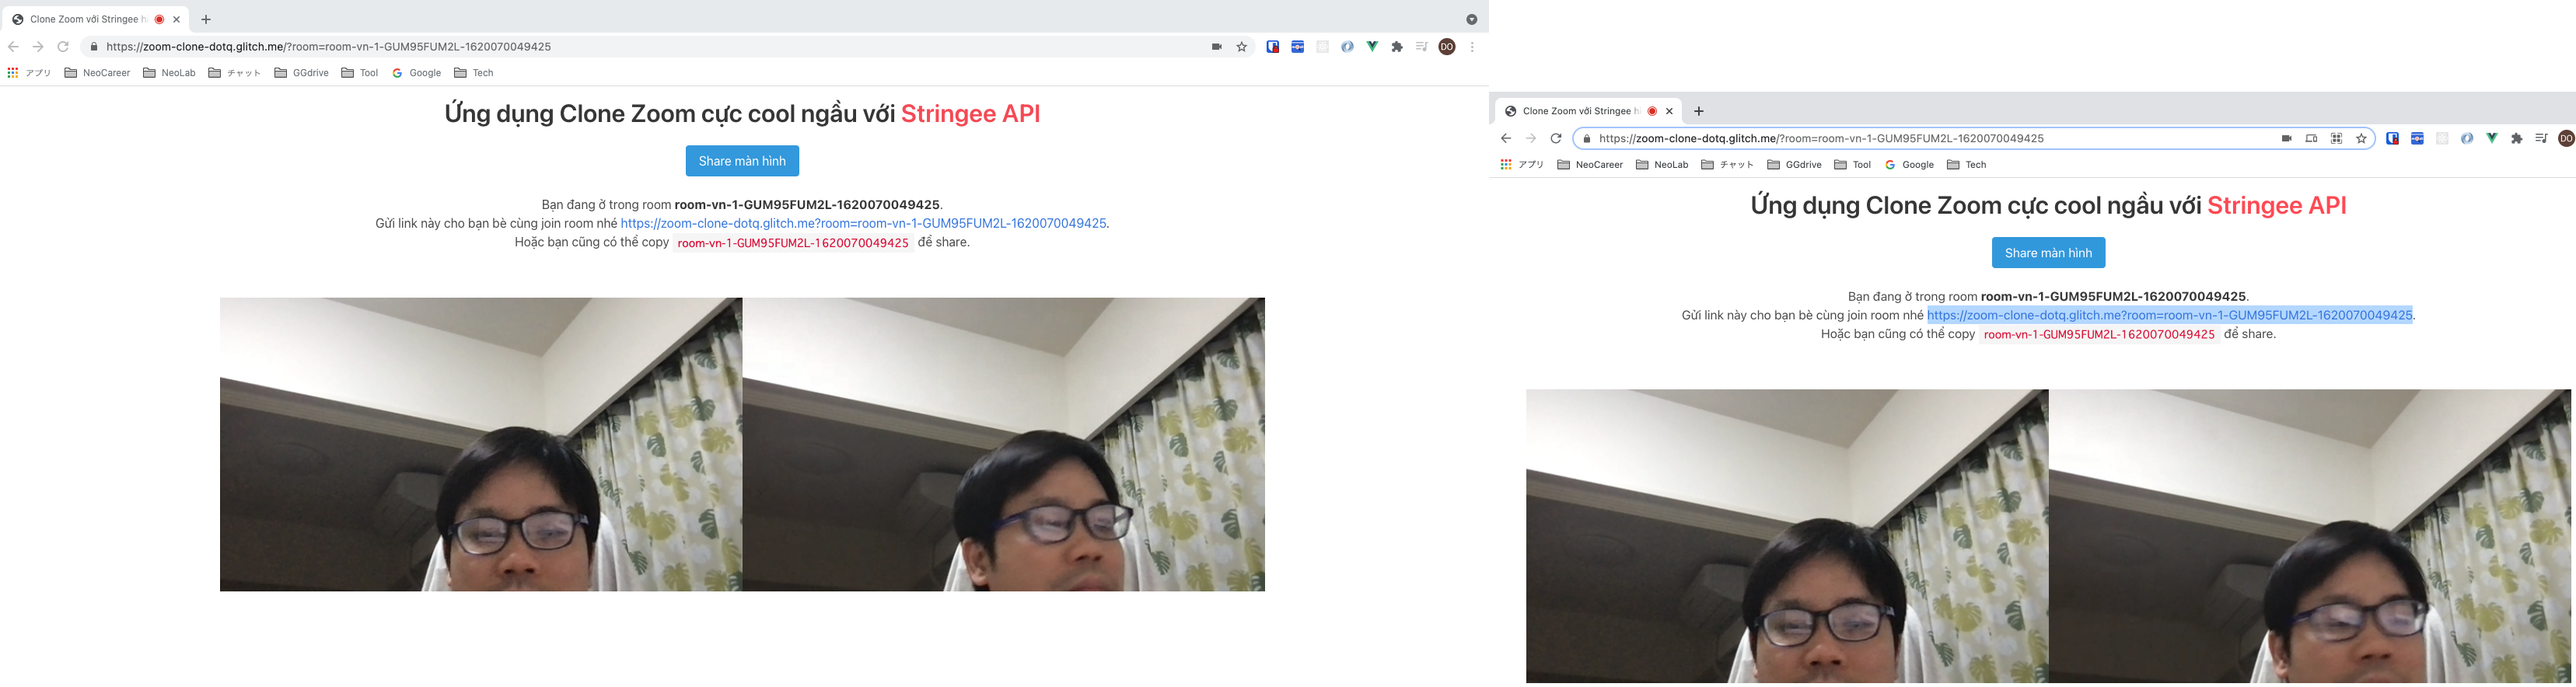 Clone Zoom với Stringee h
https://zoom-clone-dotq.glitch.me/?room=room-vn-1-GUM95FUM2L-1620070049425
DO
アプリ NeoCareer NeoLab チャット GGdrive Tool Google Tech
Ứng dụng Clone Zoom cực cool ngầu với Stringee API
Share màn hình
Bạn đang ở trong room room-vn-1-GUM95FUM2L-1620070049425.
Gửi link này cho bạn bè cùng join room nhé https://zoom-clone-dotq.glitch.me?room=room-vn-1-GUM95FUM2L-1620070049425.
Hoặc bạn cũng có thể copy room-vn-1-GUM95FUM2L-1620070049425 để share.
Clone Zoom với Stringee h
https://zoom-clone-dotq.glitch.me/?room=room-vn-1-GUM95FUM2L-1620070049425
DO
アプリ NeoCareer NeoLab チャット GGdrive Tool Google Tech
Ứng dụng Clone Zoom cực cool ngầu với Stringee API
Share màn hình
Bạn đang ở trong room room-vn-1-GUM95FUM2L-1620070049425.
Gửi link này cho bạn bè cùng join room nhé https://zoom-clone-dotq.glitch.me?room=room-vn-1-GUM95FUM2L-1620070049425.
Hoặc bạn cũng có thể copy room-vn-1-GUM95FUM2L-1620070049425 để share.